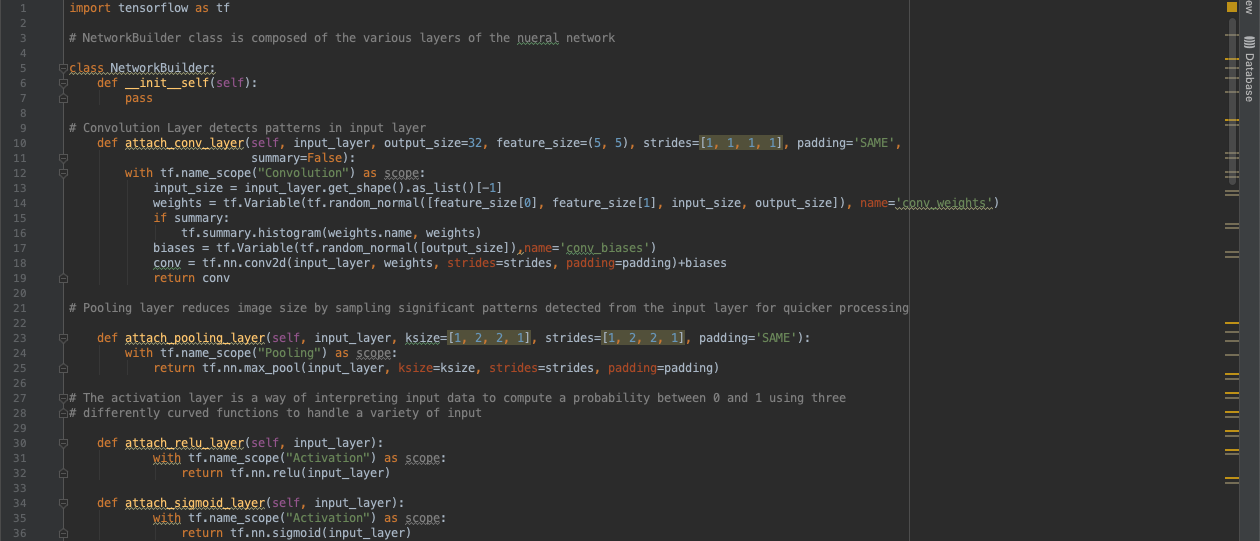 1 import tensorflow as tf
2
3 # NetworkBuilder class is composed of the various layers of the nueral network
4
5 class NetworkBuilder:
6     def __init__self(self):
7         pass
8
9 # Convolution Layer detects patterns in input layer
10     def attach_conv_layer(self, input_layer, output_size=32, feature_size=(5, 5), strides=[1, 1, 1, 1], padding='SAME',
11                           summary=False):
12         with tf.name_scope("Convolution") as scope:
13             input_size = input_layer.get_shape().as_list()[-1]
14             weights = tf.Variable(tf.random_normal([feature_size[0], feature_size[1], input_size, output_size]), name='conv_weights')
15             if summary:
16                 tf.summary.histogram(weights.name, weights)
17             biases = tf.Variable(tf.random_normal([output_size]),name='conv_biases')
18             conv = tf.nn.conv2d(input_layer, weights, strides=strides, padding=padding)+biases
19             return conv
20
21 # Pooling layer reduces image size by sampling significant patterns detected from the input layer for quicker processing
22
23     def attach_pooling_layer(self, input_layer, ksize=[1, 2, 2, 1], strides=[1, 2, 2, 1], padding='SAME'):
24         with tf.name_scope("Pooling") as scope:
25             return tf.nn.max_pool(input_layer, ksize=ksize, strides=strides, padding=padding)
26
27 # The activation layer is a way of interpreting input data to compute a probability between 0 and 1 using three
28 # differently curved functions to handle a variety of input
29
30     def attach_relu_layer(self, input_layer):
31             with tf.name_scope("Activation") as scope:
32                 return tf.nn.relu(input_layer)
33
34     def attach_sigmoid_layer(self, input_layer):
35             with tf.name_scope("Activation") as scope:
36                 return tf.nn.sigmoid(input_layer)
ew
Database